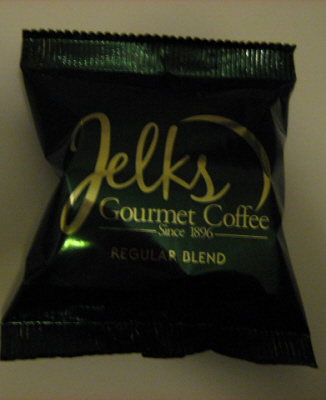 Jelks
Gourmet Coffee
Since 1896
REGULAR BLEND